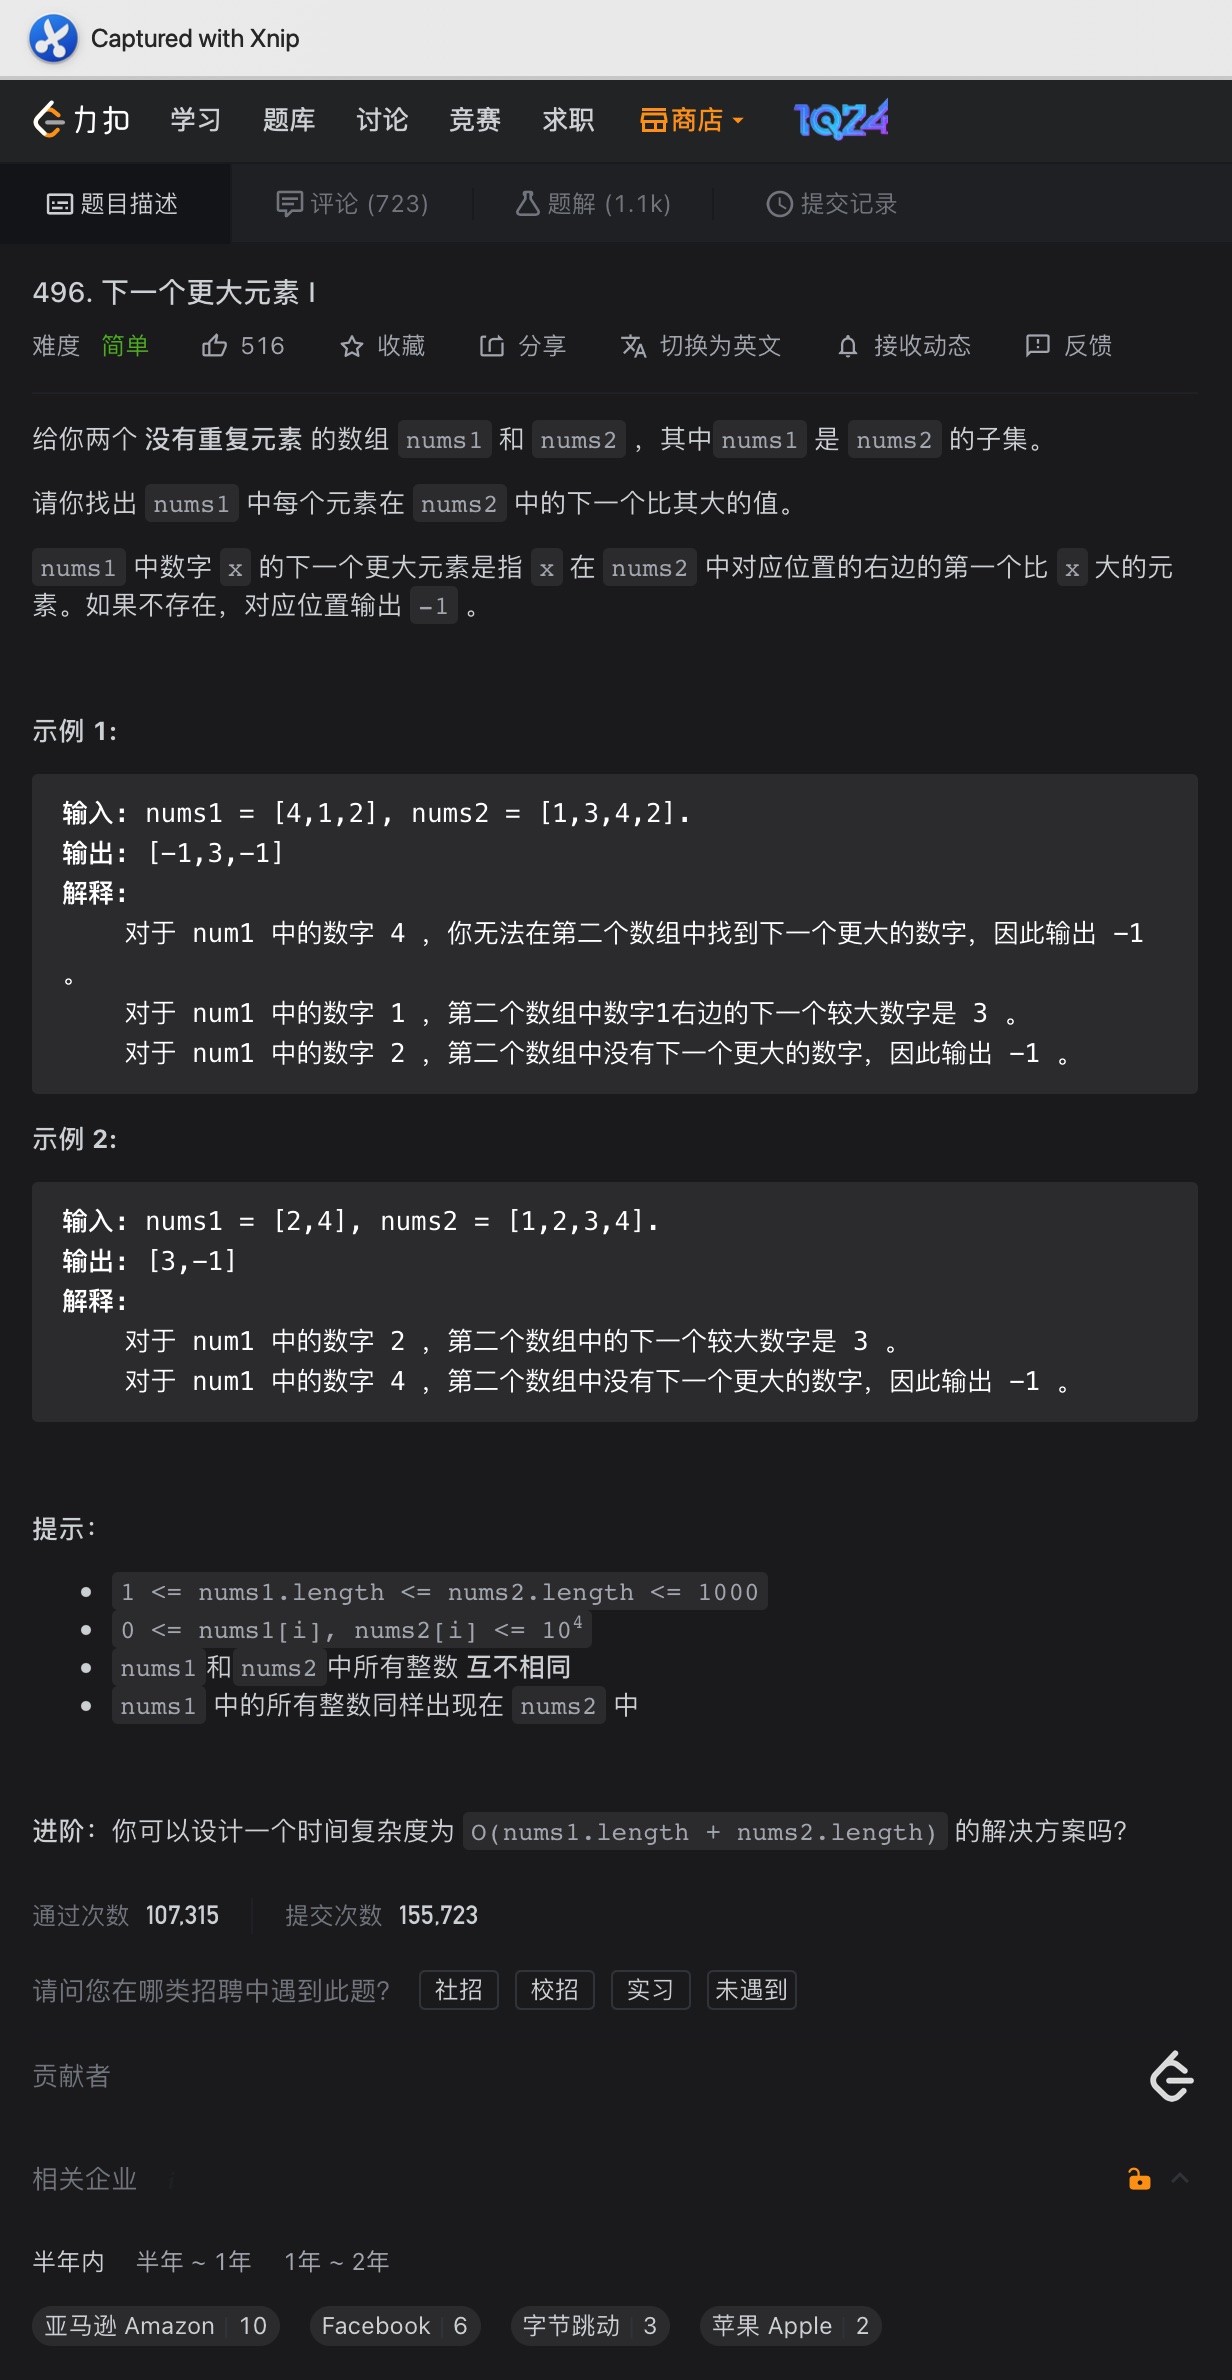 Captured with Xnip
力扣 学习 题库 讨论 竞赛 求职 商店 1024
题目描述 评论 (723) 题解 (1.1k) 提交记录
496. 下一个更大元素 I
难度 简单 516 收藏 分享 切换为英文 接收动态 反馈
给你两个 没有重复元素 的数组 nums1 和 nums2 ，其中 nums1 是 nums2 的子集。
请你找出 nums1 中每个元素在 nums2 中的下一个比其大的值。
nums1 中数字 x 的下一个更大元素是指 x 在 nums2 中对应位置的右边的第一个比 x 大的元
素。如果不存在，对应位置输出 -1 。
示例 1:
输入: nums1 = [4,1,2], nums2 = [1,3,4,2].
输出: [-1,3,-1]
解释:
对于 num1 中的数字 4 ，你无法在第二个数组中找到下一个更大的数字，因此输出 -1
。
对于 num1 中的数字 1 ，第二个数组中数字1右边的下一个较大数字是 3 。
对于 num1 中的数字 2 ，第二个数组中没有下一个更大的数字，因此输出 -1 。
示例 2:
输入: nums1 = [2,4], nums2 = [1,2,3,4].
输出: [3,-1]
解释:
对于 num1 中的数字 2 ，第二个数组中的下一个较大数字是 3 。
对于 num1 中的数字 4 ，第二个数组中没有下一个更大的数字，因此输出 -1 。
提示：
1 <= nums1.length <= nums2.length <= 1000
0 <= nums1[i], nums2[i] <= 10⁴
nums1和nums2中所有整数 互不相同
nums1 中的所有整数同样出现在 nums2 中
进阶：你可以设计一个时间复杂度为 O(nums1.length + nums2.length) 的解决方案吗？
通过次数 107,315 提交次数 155,723
请问您在哪类招聘中遇到此题？ 社招 校招 实习 未遇到
贡献者
相关企业 i
半年内 半年 ~ 1年 1年 ~ 2年
亚马逊 Amazon 10 Facebook 6 字节跳动 3 苹果 Apple 2